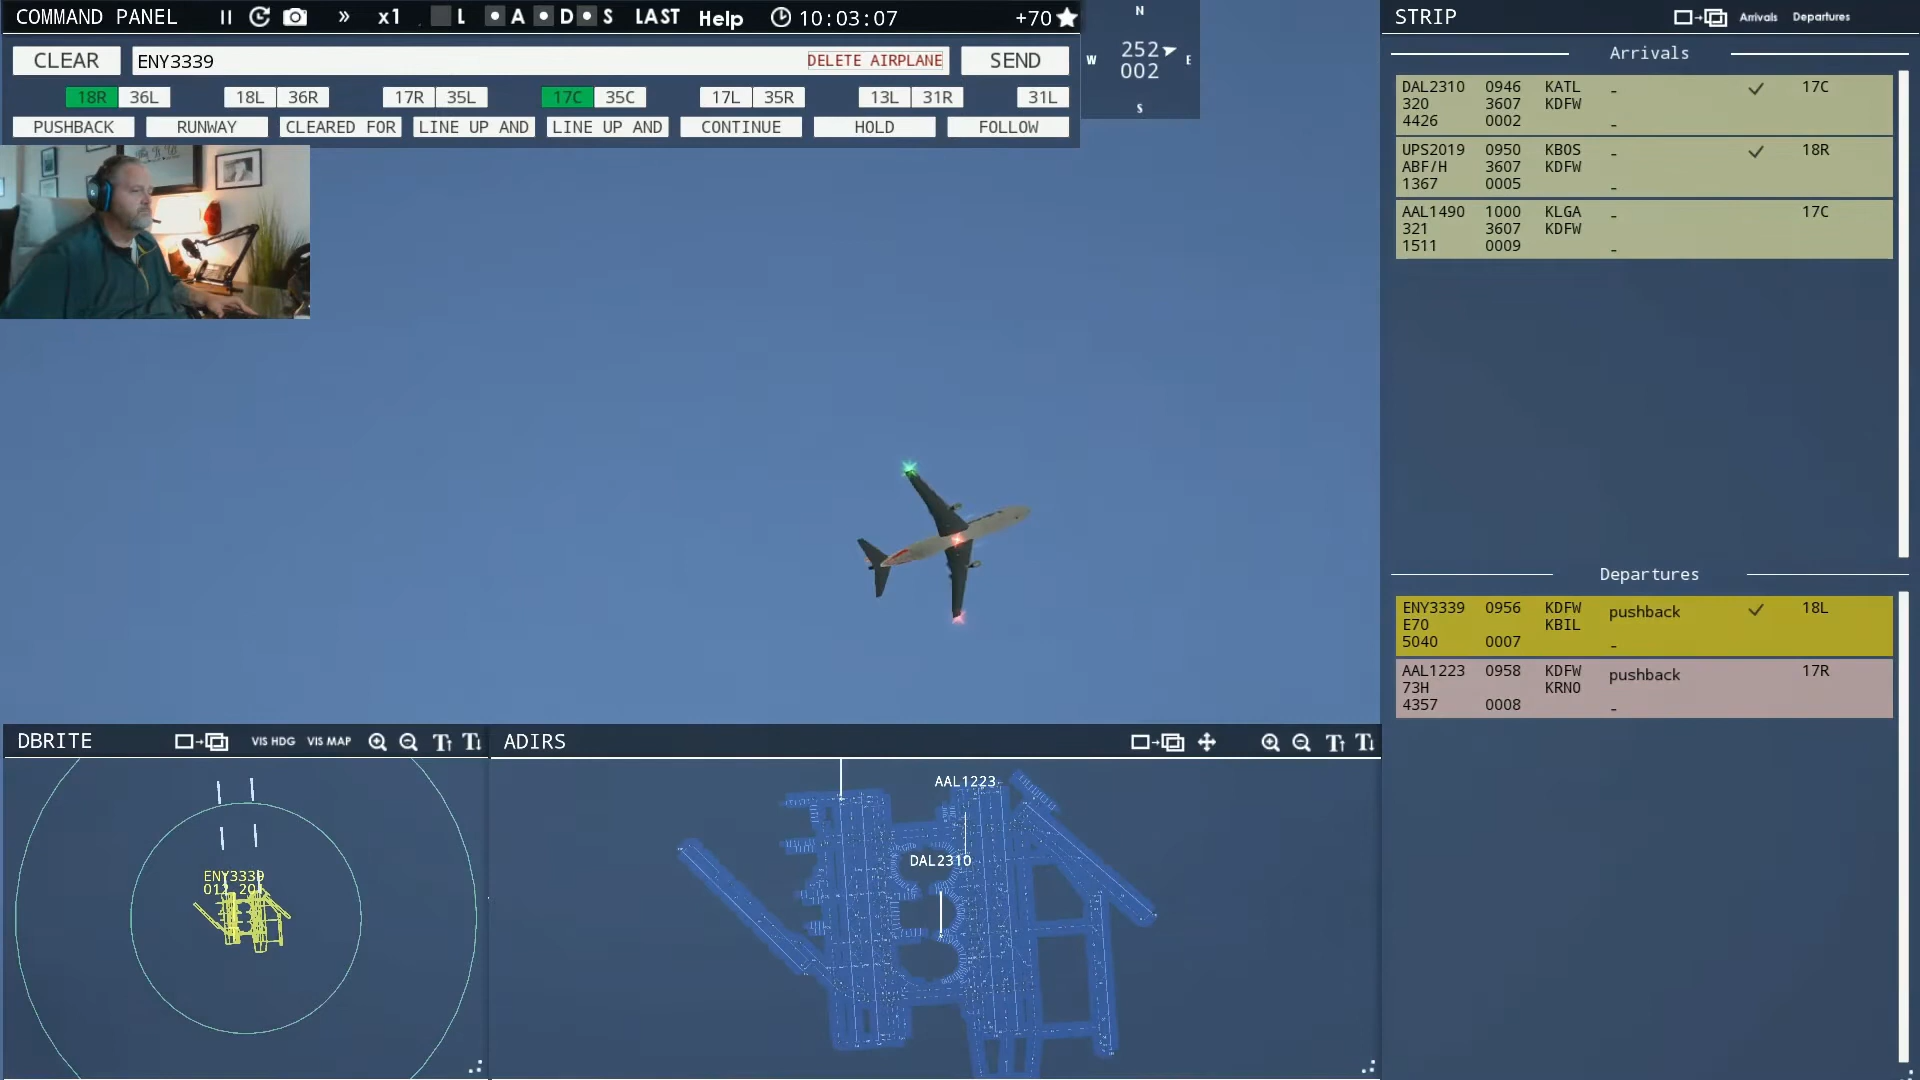 COMMAND PANEL x1 L A D S LAST Help 10:03:07 +70
CLEAR ENY3339 DELETE AIRPLANE SEND
18R 36L 18L 36R 17R 35L 17C 35C 17L 35R 13L 31R 31L
PUSHBACK RUNWAY CLEARED FOR LINE UP AND LINE UP AND CONTINUE HOLD FOLLOW
N
W 252 E
002
S
STRIP Arrivals Departures
Arrivals
DAL2310 0946 KATL - 17C
320 3607 KDFW
4426 0002 -
UPS2019 0950 KBOS - 18R
ABF/H 3607 KDFW
1367 0005 -
AAL1490 1000 KLGA - 17C
321 3607 KDFW
1511 0009 -
Departures
ENY3339 0956 KDFW pushback 18L
E70 KBIL
5040 0007 -
AAL1223 0958 KDFW pushback 17R
73H KRNO
4357 0008 -
DBRITE VIS HDG VIS MAP T↑ T↓
ENY3339
ADIRS T↑ T↓
AAL1223
DAL2310